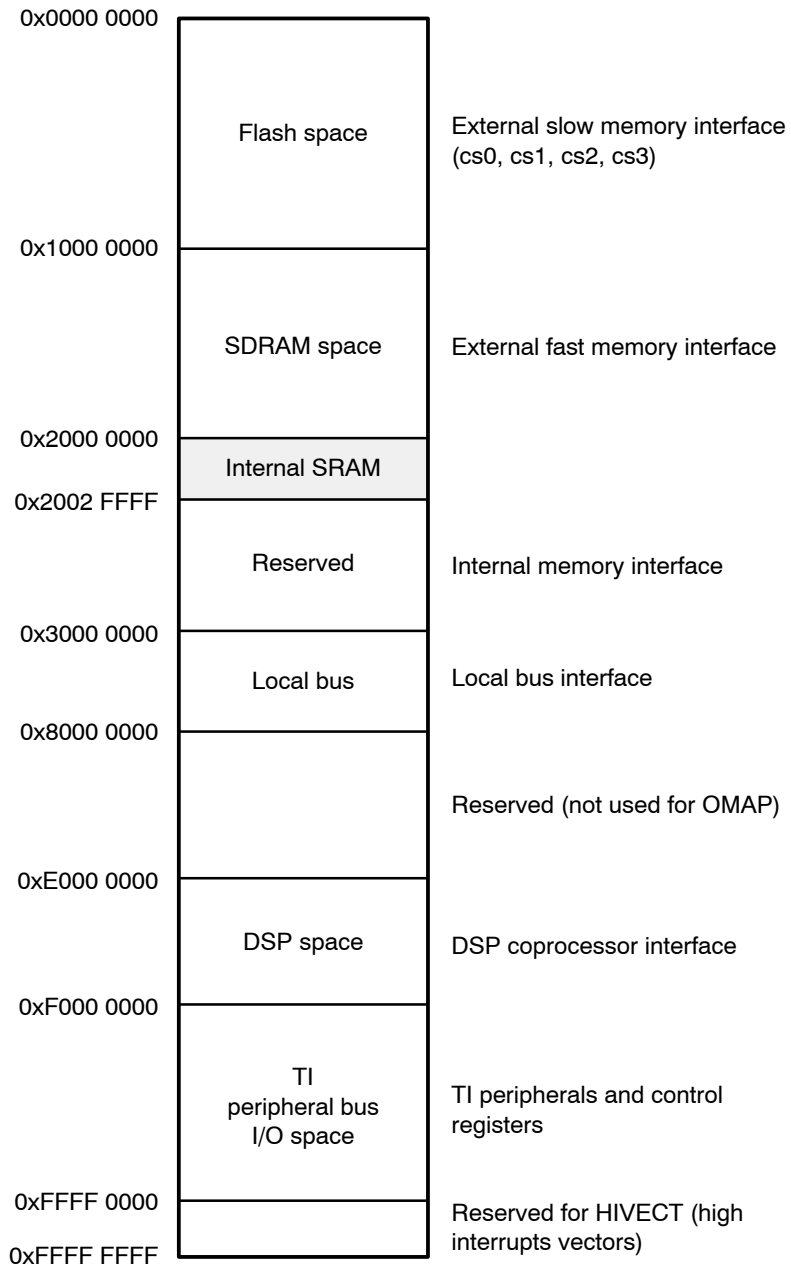 0x0000 0000
Flash space
External slow memory interface
(cs0, cs1, cs2, cs3)
0x1000 0000
SDRAM space
External fast memory interface
0x2000 0000
Internal SRAM
0x2002 FFFF
Reserved
Internal memory interface
0x3000 0000
Local bus
Local bus interface
0x8000 0000
Reserved (not used for OMAP)
0xE000 0000
DSP space
DSP coprocessor interface
0xF000 0000
TI
peripheral bus
I/O space
TI peripherals and control
registers
0xFFFF 0000
Reserved for HIVECT (high
interrupts vectors)
0xFFFF FFFF